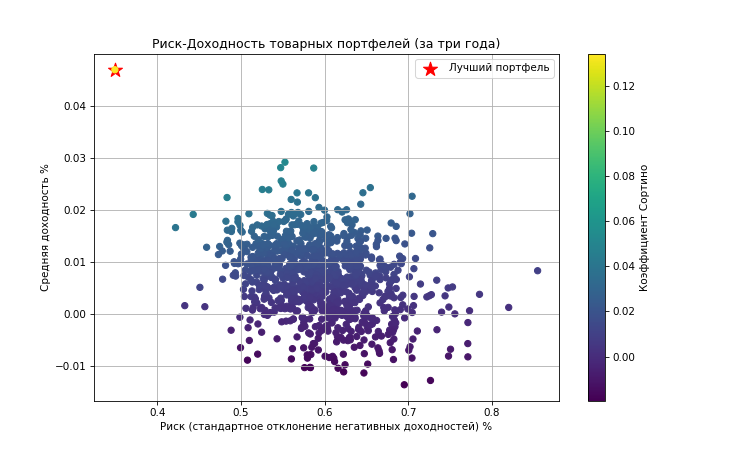 Риск-Доходность товарных портфелей (за три года)
Лучший портфель
0.04
0.03
0.02
0.01
0.00
−0.01
Средняя доходность %
0.4 0.5 0.6 0.7 0.8
Риск (стандартное отклонение негативных доходностей) %
0.12
0.10
0.08
0.06
0.04
0.02
0.00
Коэффициент Сортино